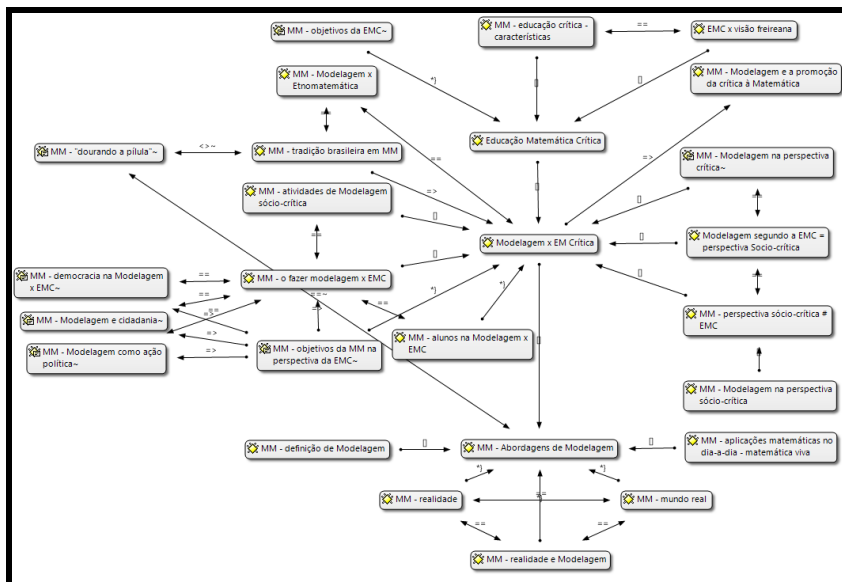 MM - objetivos da EMC~
MM - educação crítica -
características
==
EMC x visão freireana
MM - Modelagem x
Etnomatemática
*}
[]
[]
MM - Modelagem e a promoção
da crítica à Matemática
==
Educação Matemática Crítica
MM - "dourando a pílula"~
<>~
MM - tradição brasileira em MM
==
=>
MM - Modelagem na perspectiva
crítica~
=>
[]
MM - atividades de Modelagem
sócio-crítica
[]
[]
==
Modelagem x EM Crítica
[]
Modelagem segundo a EMC =
perspectiva Socio-crítica
==
[]
[]
==
MM - democracia na Modelagem
x EMC~
==
MM - o fazer modelagem x EMC
==~
*}
*}
==
==
MM - Modelagem e cidadania~
==
=>
=>
MM - perspectiva sócio-crítica #
EMC
=>
MM - Modelagem como ação
política~
=>
MM - objetivos da MM na
perspectiva da EMC~
MM - alunos na Modelagem x
EMC
[]
[]
MM - Modelagem na perspectiva
sócio-crítica
MM - definição de Modelagem
[]
MM - Abordagens de Modelagem
[]
MM - aplicações matemáticas no
dia-a-dia - matemática viva
*}
*}
MM - realidade
==
*}
MM - mundo real
==
==
MM - realidade e Modelagem